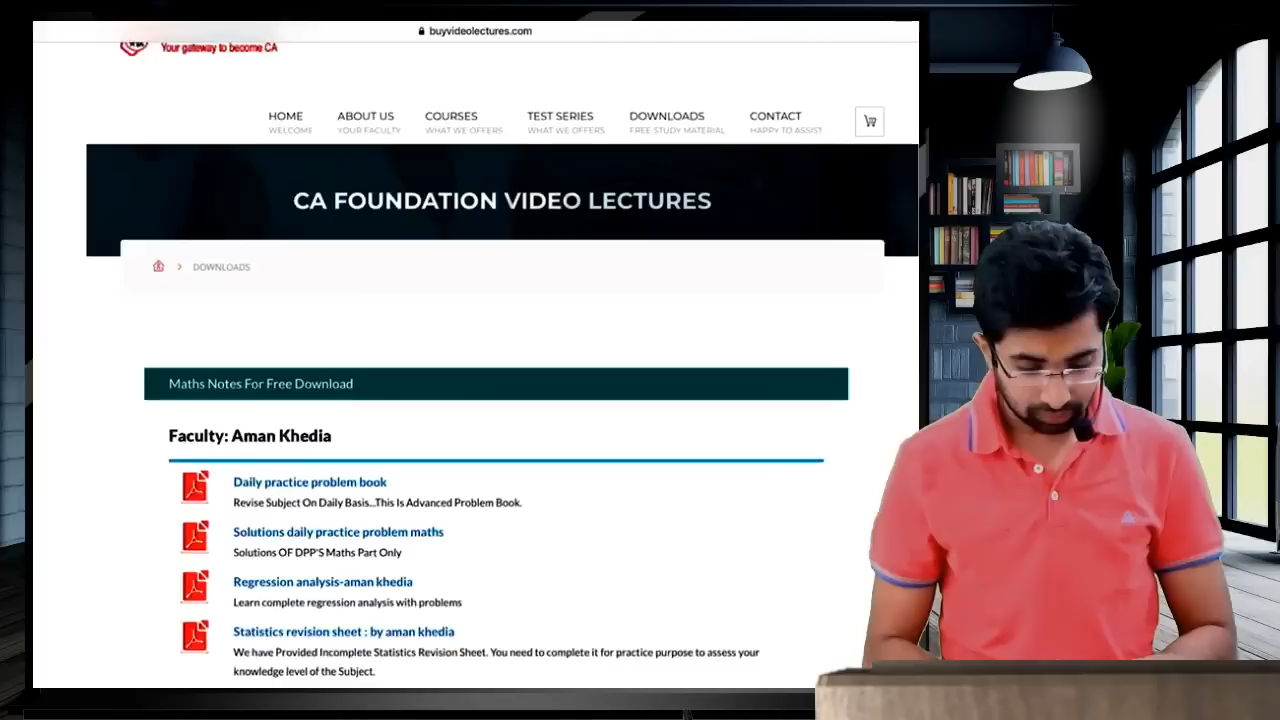 buyvideolectures.com
Your gateway to become CA
HOME ABOUT US COURSES TEST SERIES DOWNLOADS CONTACT
WELCOME YOUR FACULTY WHAT WE OFFERS WHAT WE OFFERS FREE STUDY MATERIAL HAPPY TO ASSIST
CA FOUNDATION VIDEO LECTURES
DOWNLOADS
Maths Notes For Free Download
Faculty: Aman Khedia
Daily practice problem book
Revise Subject On Daily Basis...This Is Advanced Problem Book.
Solutions daily practice problem maths
Solutions OF DPP'S Maths Part Only
Regression analysis-aman khedia
Learn complete regression analysis with problems
Statistics revision sheet : by aman khedia
We have Provided Incomplete Statistics Revision Sheet. You need to complete it for practice purpose to assess your
knowledge level of the Subject.